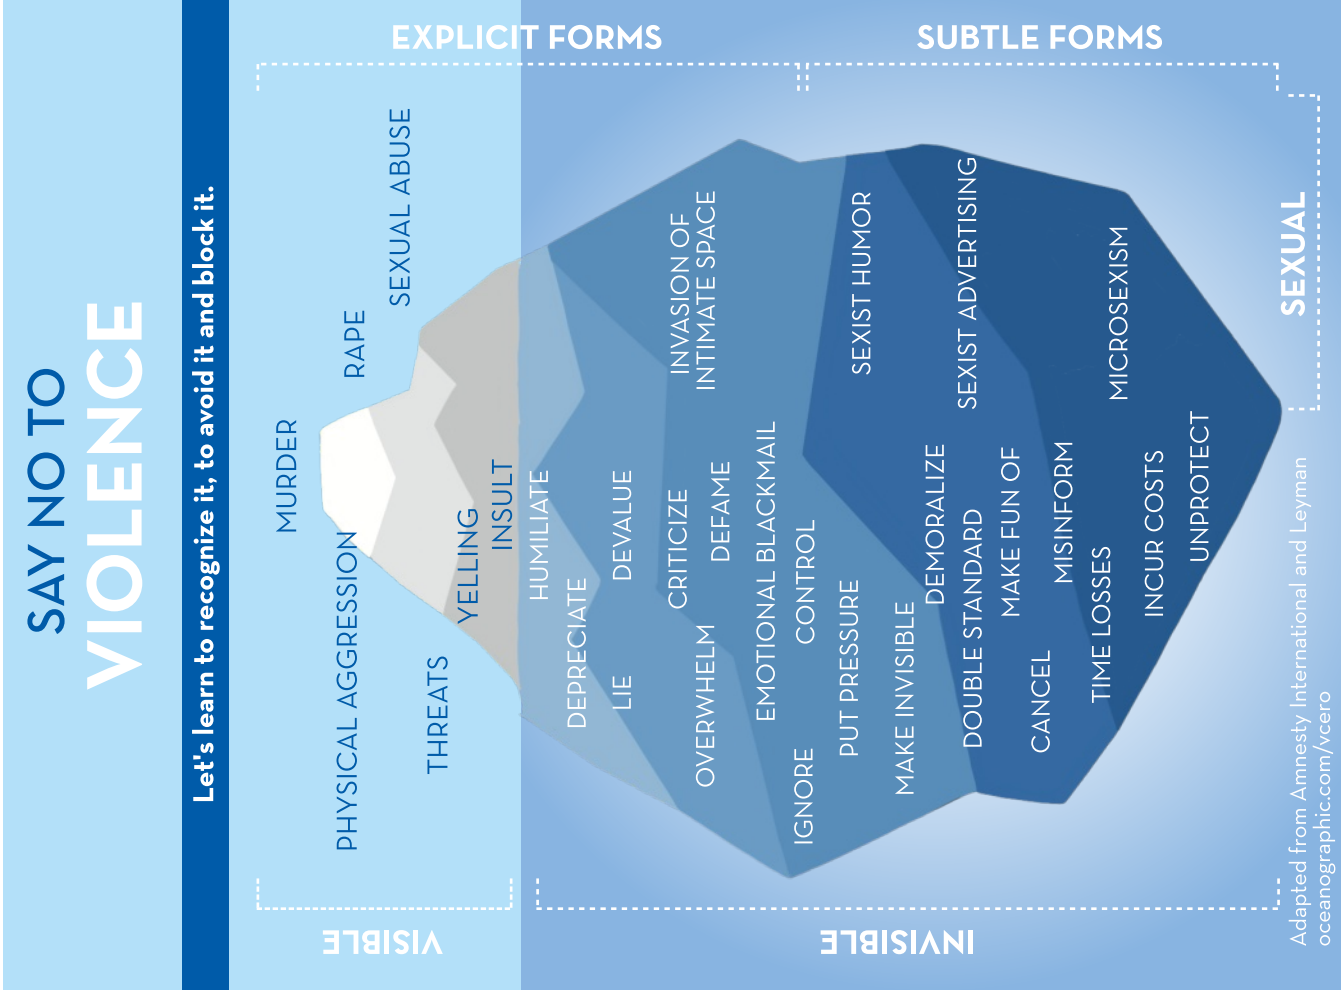 SAY NO TO
VIOLENCE
Let's learn to recognize it, to avoid it and block it.
VISIBLE
EXPLICIT FORMS
MURDER
PHYSICAL AGGRESSION
RAPE
SEXUAL ABUSE
THREATS
YELLING
INSULT
INVISIBLE
HUMILIATE
DEPRECIATE
LIE
DEVALUE
CRITICIZE
INVASION OF
INTIMATE SPACE
OVERWHELM
DEFAME
EMOTIONAL BLACKMAIL
IGNORE
CONTROL
SUBTLE FORMS
PUT PRESSURE
SEXIST HUMOR
MAKE INVISIBLE
DEMORALIZE
DOUBLE STANDARD
SEXIST ADVERTISING
MAKE FUN OF
CANCEL
MISINFORM
TIME LOSSES
MICROSEXISM
INCUR COSTS
UNPROTECT
SEXUAL
Adapted from Amnesty International and Leyman
oceanographic.com/vcero